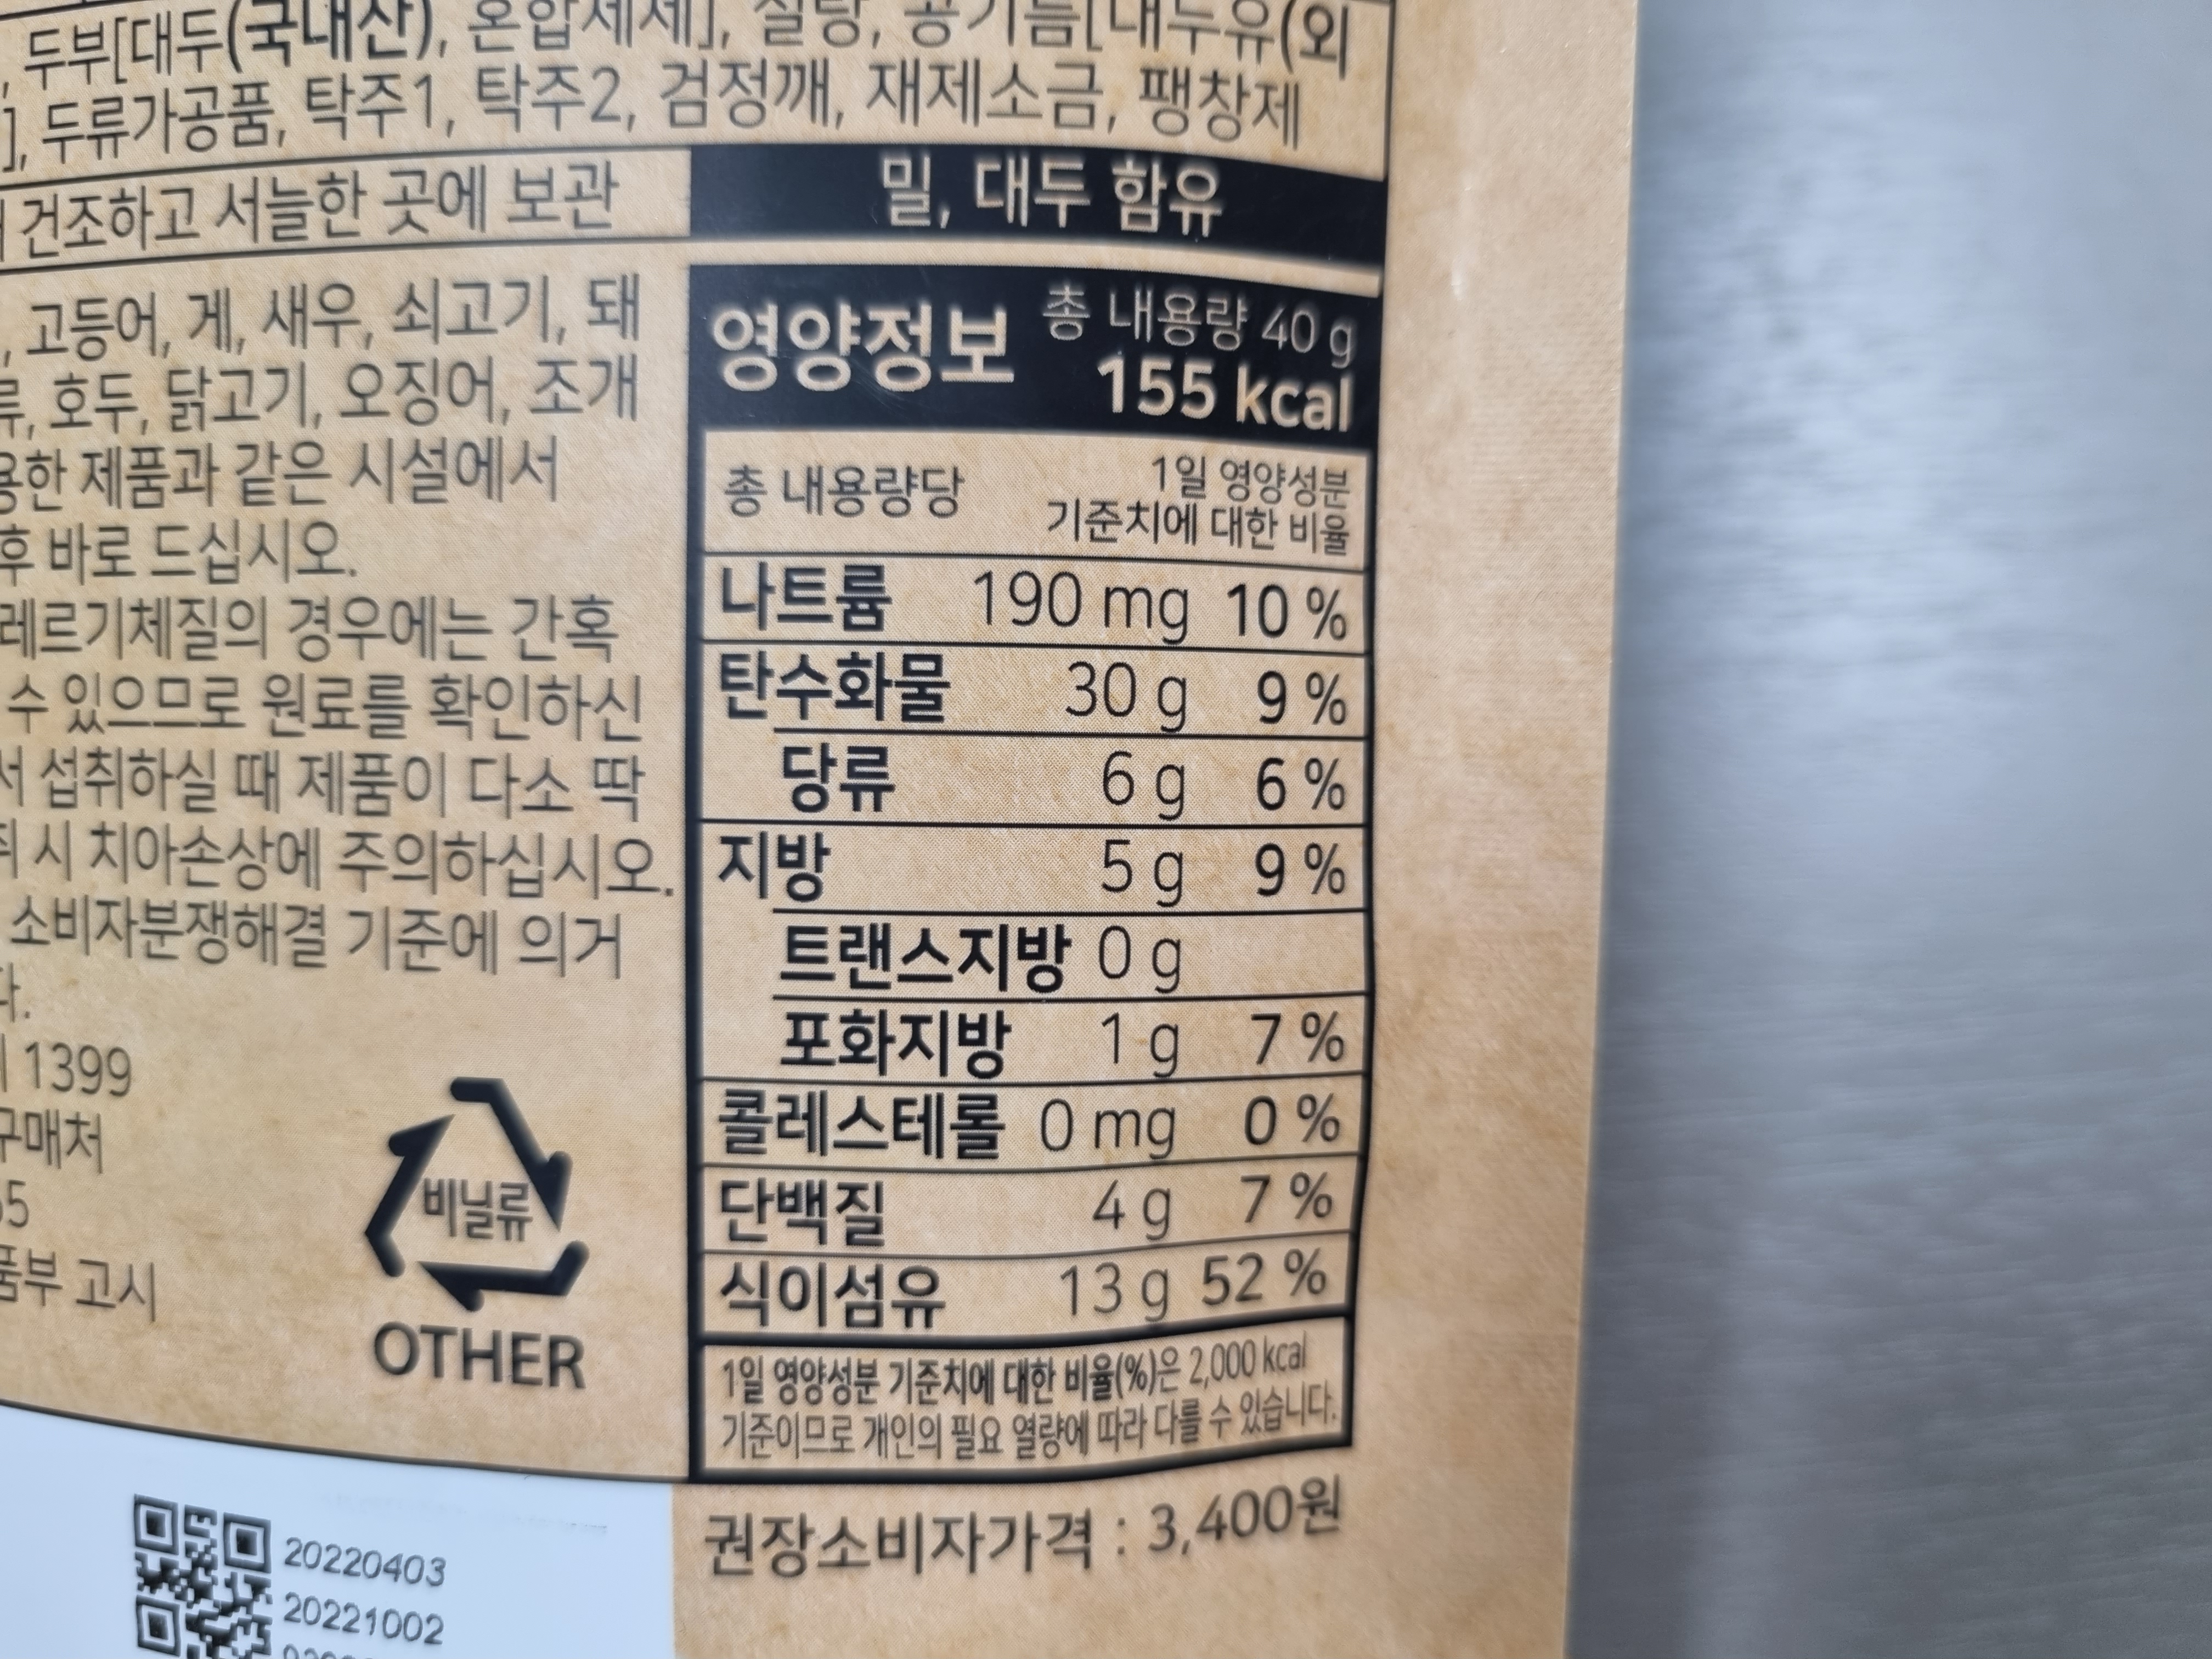 , 두부[대두(국내산), 혼합제제], 설탕, 콩기름[대두유(외
], 두류가공품, 탁주1, 탁주2, 검정깨, 재제소금, 팽창제
건조하고 서늘한 곳에 보관
밀, 대두 함유
, 고등어, 게, 새우, 쇠고기, 돼
류, 호두, 닭고기, 오징어, 조개
용한 제품과 같은 시설에서
후 바로 드십시오.
레르기체질의 경우에는 간혹
수 있으므로 원료를 확인하신
서 섭취하실 때 제품이 다소 딱
취 시 치아손상에 주의하십시오.
소비자분쟁해결 기준에 의거
다.
1399
구매처
65
품부 고시
비닐류
OTHER
영양정보
총 내용량 40 g
155 kcal
총 내용량당
1일 영양성분
기준치에 대한 비율
나트륨 190 mg 10 %
탄수화물 30 g 9 %
당류 6 g 6 %
지방 5 g 9 %
트랜스지방 0 g
포화지방 1 g 7 %
콜레스테롤 0 mg 0 %
단백질 4 g 7 %
식이섬유 13 g 52 %
1일 영양성분 기준치에 대한 비율(%)은 2,000 kcal
기준이므로 개인의 필요 열량에 따라 다를 수 있습니다.
권장소비자가격 : 3,400원
20220403
20221002